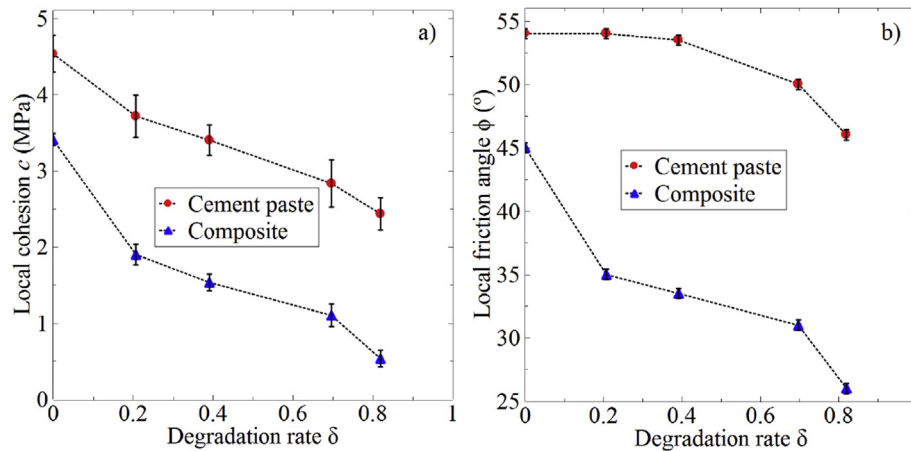 a)
5
4
3
2
1
0
Local cohesion c (MPa)
Cement paste
Composite
0 0.2 0.4 0.6 0.8 1
Degradation rate δ
b)
55
50
45
40
35
30
25
Local friction angle ϕ (º)
Cement paste
Composite
0 0.2 0.4 0.6 0.8
Degradation rate δ